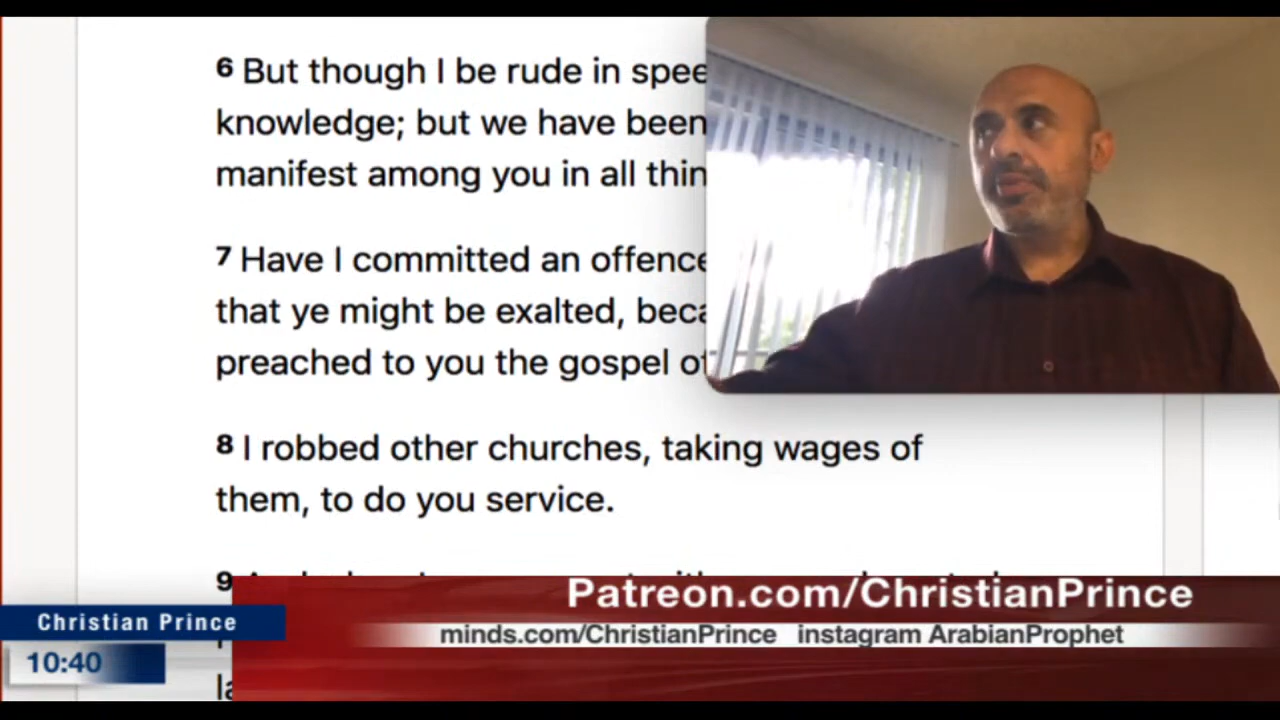 6 But though I be rude in spee
knowledge; but we have been
manifest among you in all thin
7 Have I committed an offence
that ye might be exalted, beca
preached to you the gospel of
8 I robbed other churches, taking wages of
them, to do you service.
9
Patreon.com/ChristianPrince
Christian Prince
minds.com/ChristianPrince instagram ArabianProphet
10:40